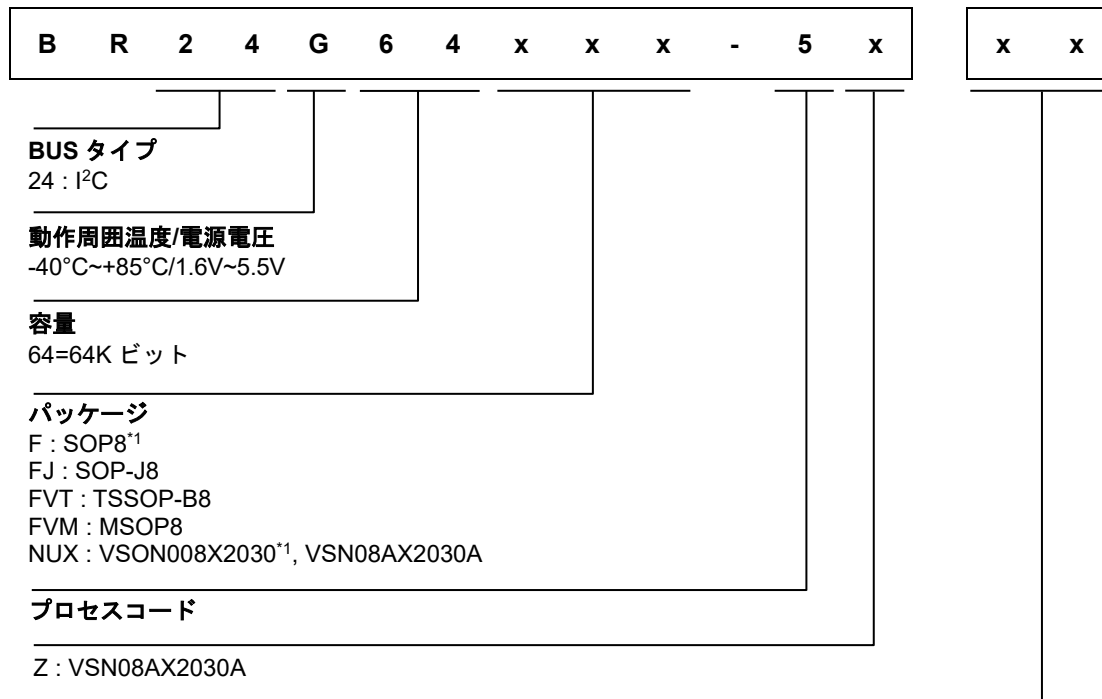 B R 2 4 G 6 4 x x x - 5 x x x
BUS タイプ
24 : I²C
動作周囲温度/電源電圧
-40°C~+85°C/1.6V~5.5V
容量
64=64K ビット
パッケージ
F : SOP8*1
FJ : SOP-J8
FVT : TSSOP-B8
FVM : MSOP8
NUX : VSON008X2030*1, VSN08AX2030A
プロセスコード
Z : VSN08AX2030A